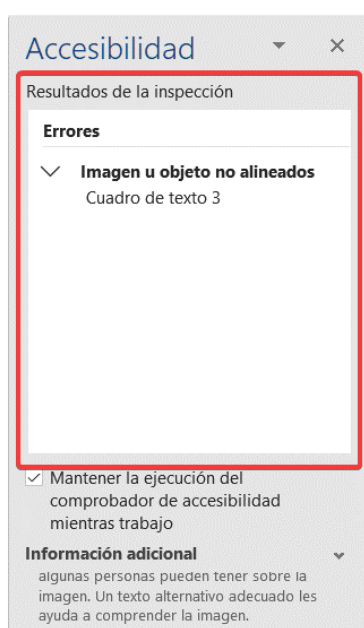 Accesibilidad
Resultados de la inspección
Errores
Imagen u objeto no alineados
Cuadro de texto 3
Mantener la ejecución del
comprobador de accesibilidad
mientras trabajo
Información adicional
algunas personas pueden tener sobre la
imagen. Un texto alternativo adecuado les
ayuda a comprender la imagen.